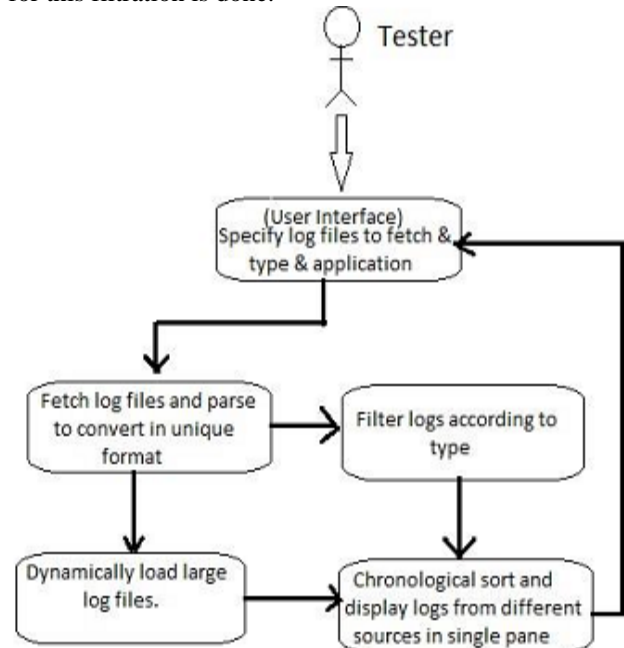 for this filtration is done.
Tester
(User Interface)
Specify log files to fetch &
type & application
Fetch log files and parse
to convert in unique
format
Filter logs according to
type
Dynamically load large
log files.
Chronological sort and
display logs from different
sources in single pane